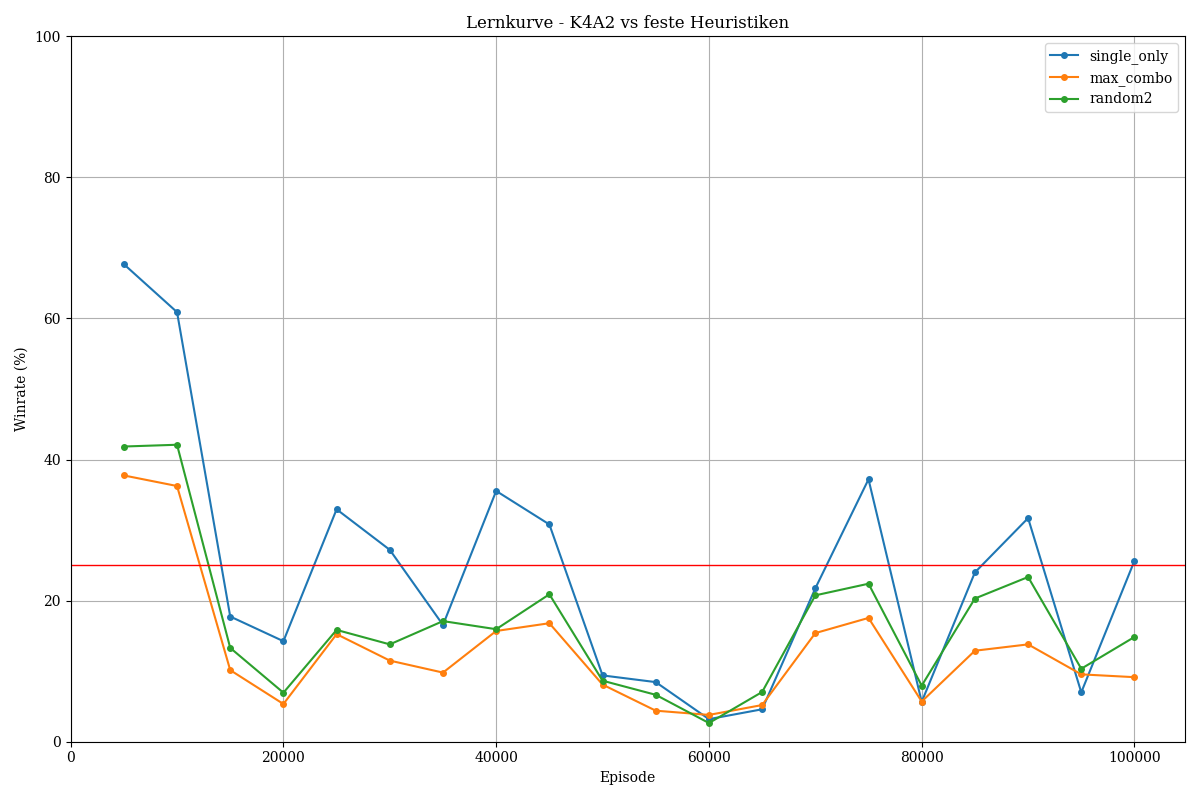 Lernkurve - K4A2 vs feste Heuristiken
single_only
max_combo
random2
Winrate (%)
100
80
60
40
20
0
0 20000 40000 60000 80000 100000
Episode